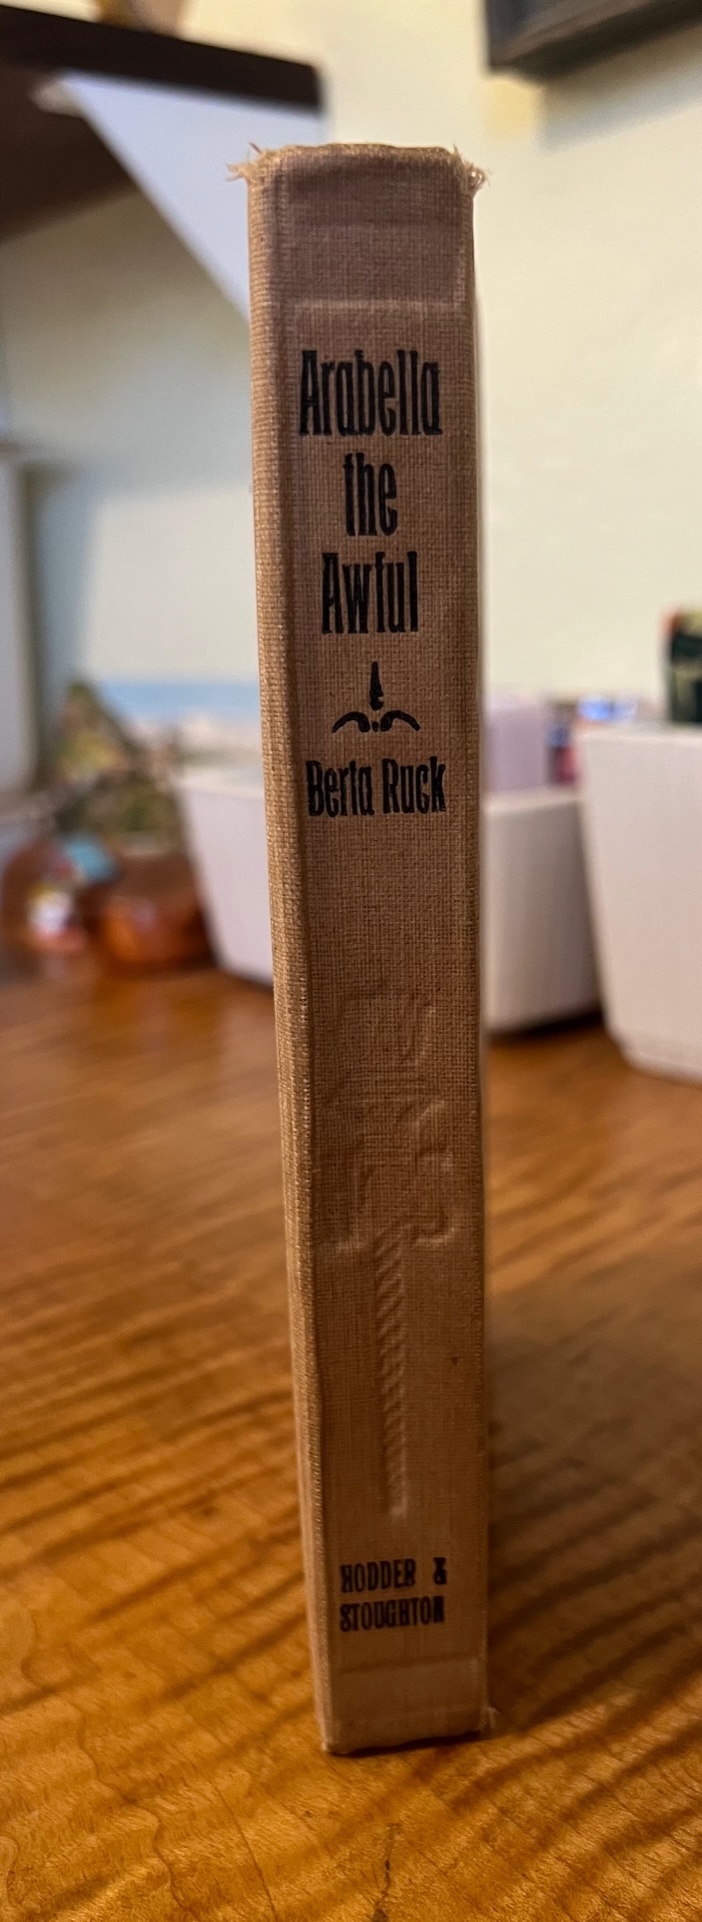 Arabella
the
Awful
Berta Ruck
HODDER &
STOUGHTON